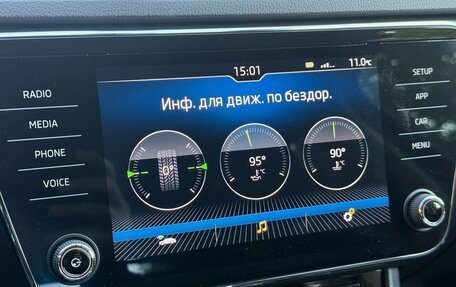 15:01
11.0°C
RADIO
MEDIA
PHONE
VOICE
Инф. для движ. по бездор.
0°
95°
°C
90°
°C
SETUP
APP
CAR
MENU